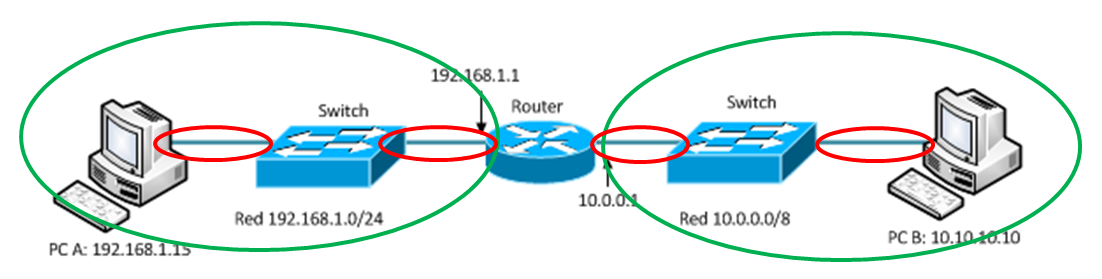 192.168.1.1
Switch
Router
Switch
10.0.0.1
Red 192.168.1.0/24
Red 10.0.0.0/8
PC A: 192.168.1.15
PC B: 10.10.10.10